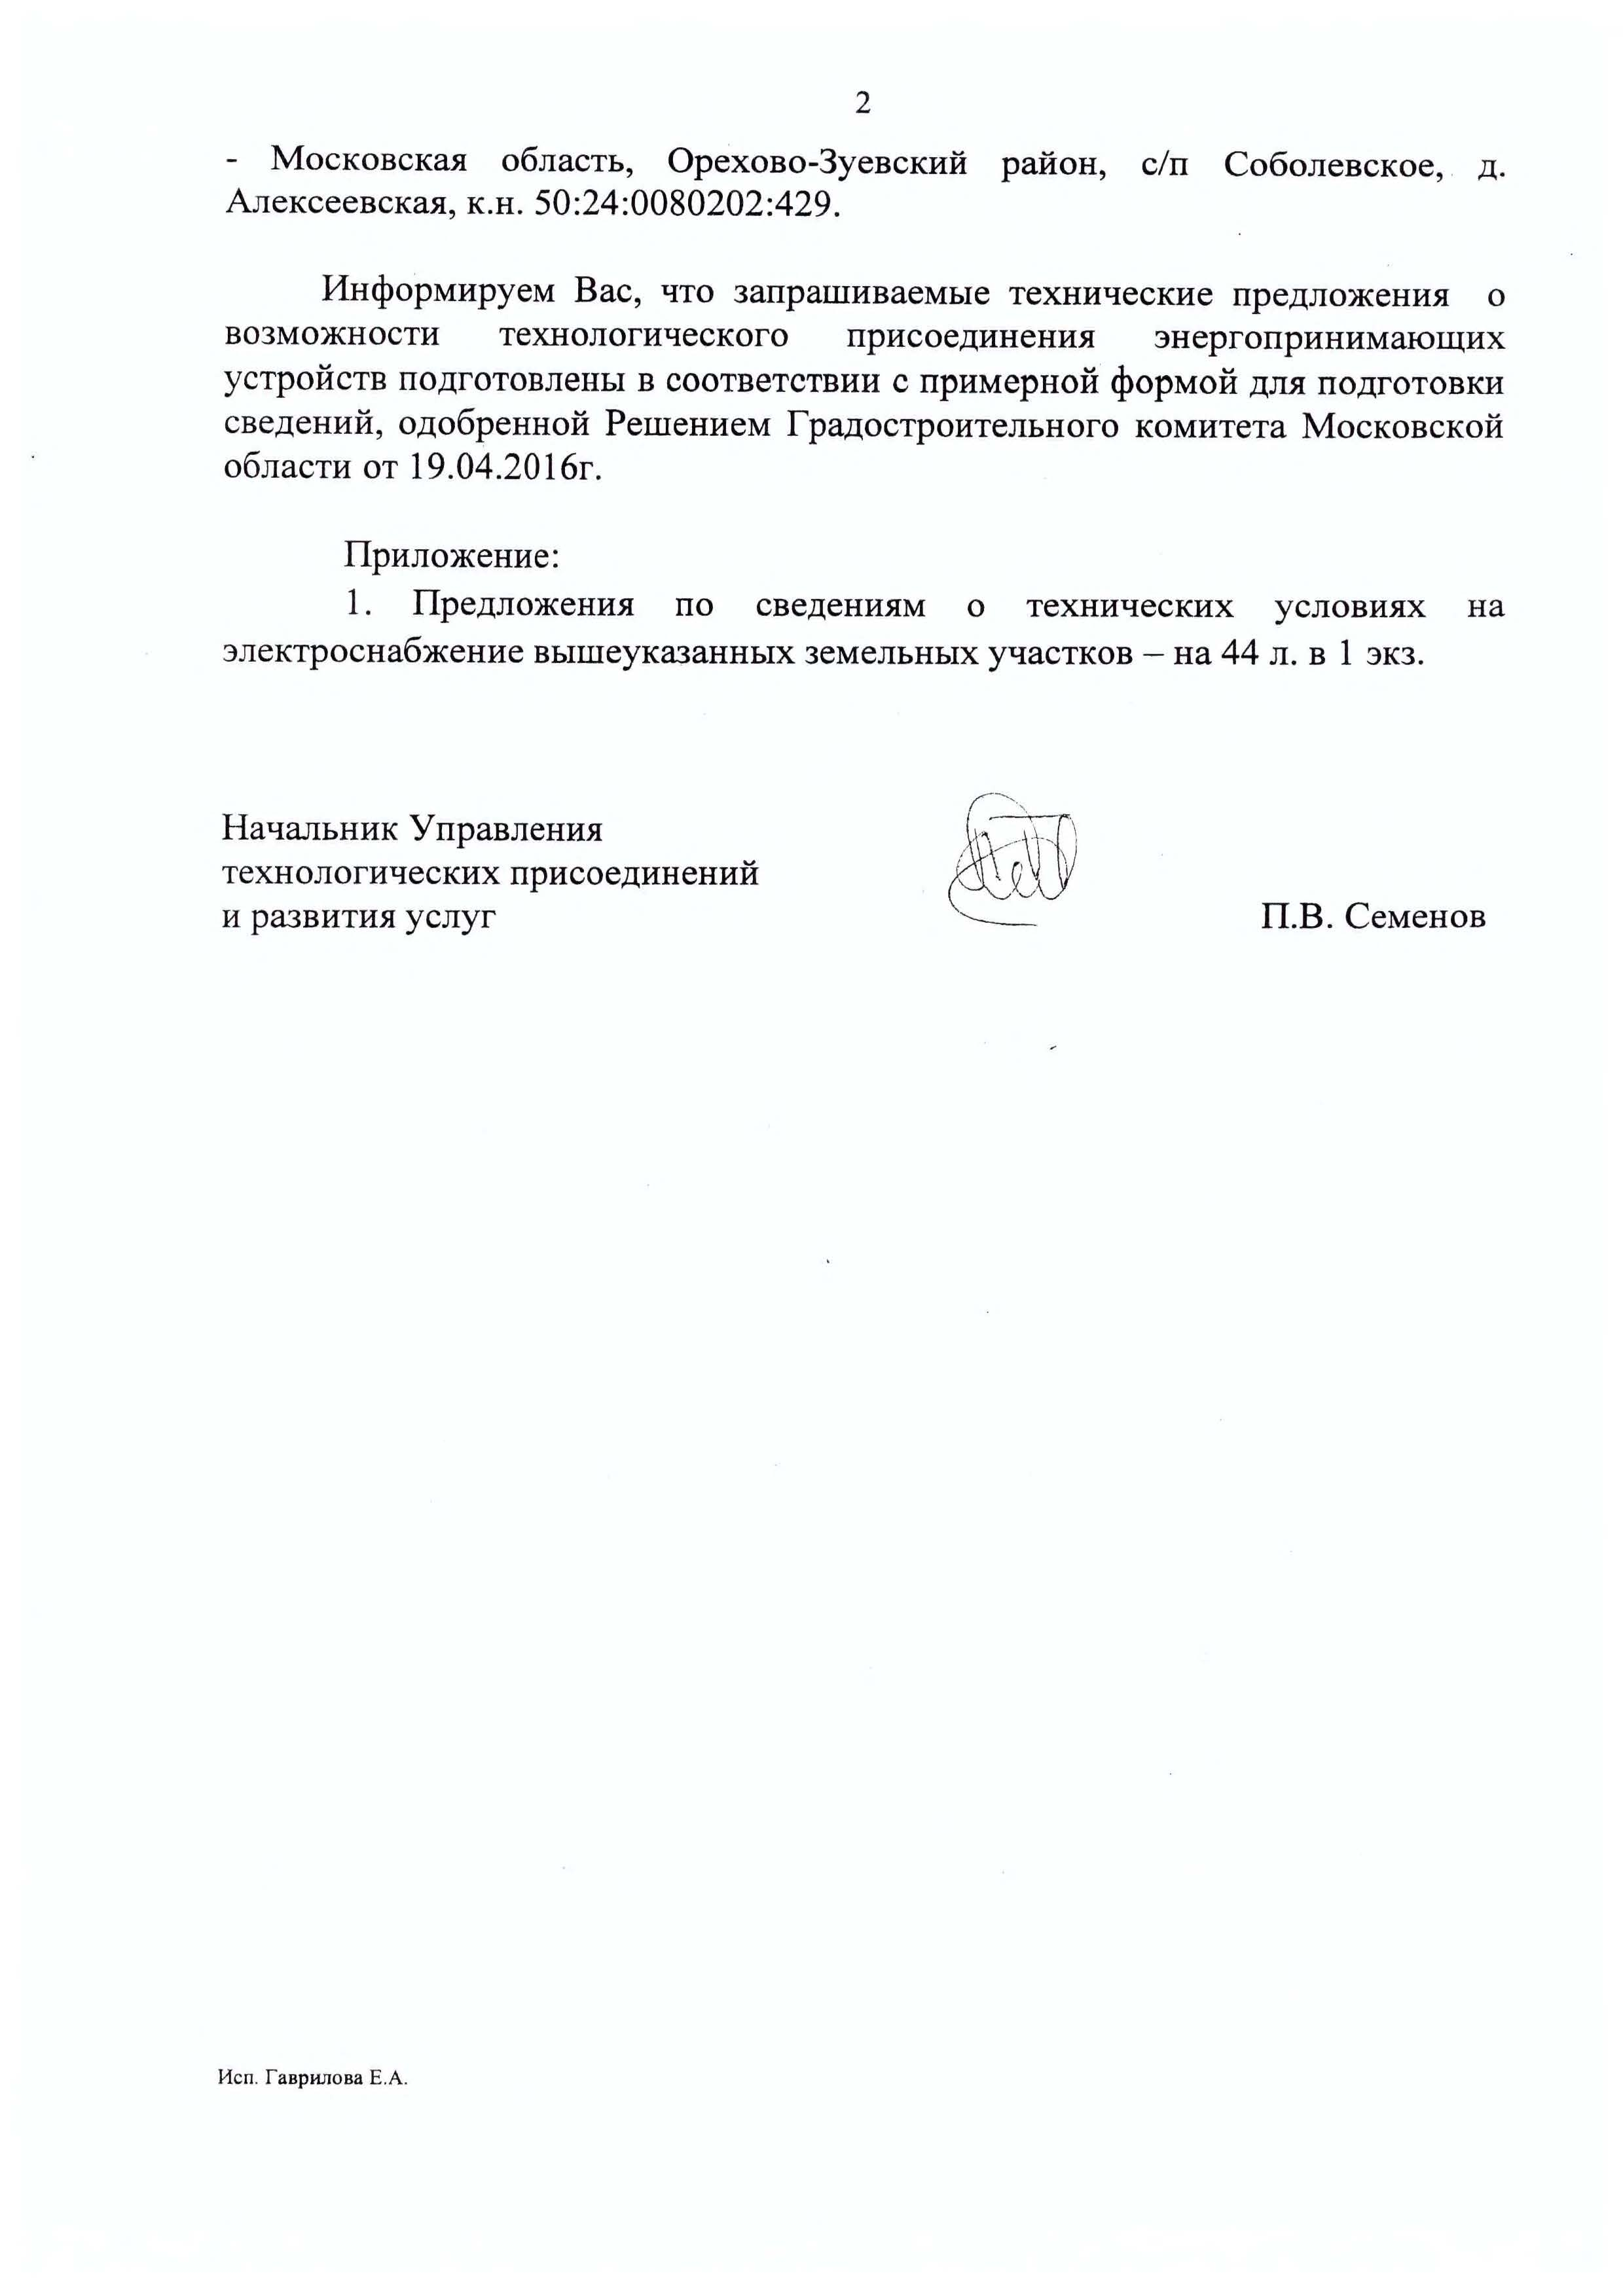 2
- Московская область, Орехово-Зуевский район, с/п Соболевское, д.
Алексеевская, к.н. 50:24:0080202:429.
Информируем Вас, что запрашиваемые технические предложения о
возможности технологического присоединения энергопринимающих
устройств подготовлены в соответствии с примерной формой для подготовки
сведений, одобренной Решением Градостроительного комитета Московской
области от 19.04.2016г.
Приложение:
1. Предложения по сведениям о технических условиях на
электроснабжение вышеуказанных земельных участков – на 44 л. в 1 экз.
Начальник Управления
технологических присоединений
и развития услуг
П.В. Семенов
Исп. Гаврилова Е.А.